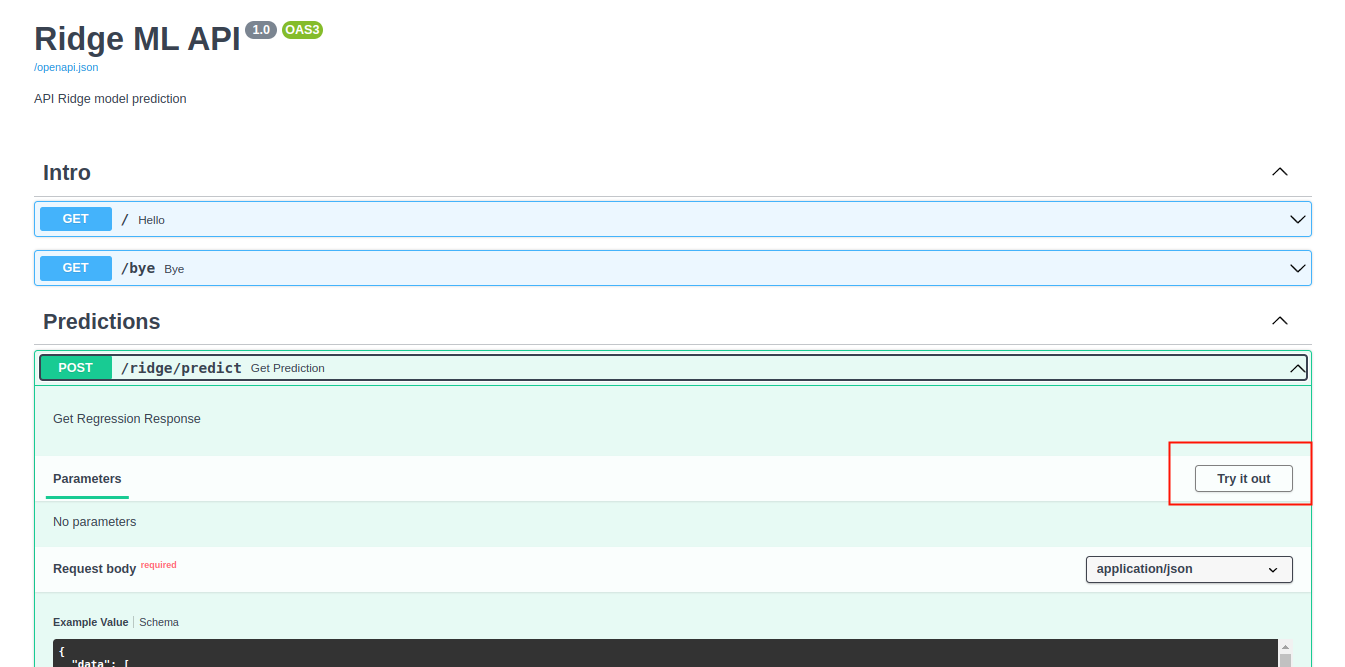 Ridge ML API 1.0 OAS3
/openapi.json
API Ridge model prediction
Intro
GET / Hello
GET /bye Bye
Predictions
POST /ridge/predict Get Prediction
Get Regression Response
Parameters Try it out
No parameters
Request body required application/json
Example Value Schema
{
"data": [